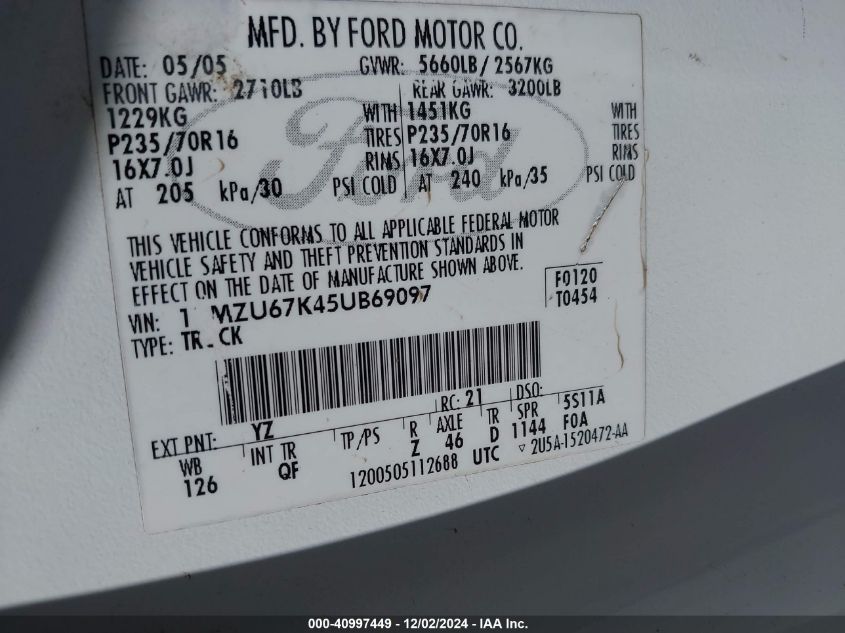 MFD. BY FORD MOTOR CO.
DATE: 05/05 GVWR: 5660LB / 2567KG
FRONT GAWR: 2710LB REAR GAWR: 3200LB
1229KG WITH 1451KG WITH
P235/70R16 TIRES P235/70R16 TIRES
16X7.0J RIMS 16X7.0J RIMS
AT 205 kPa/30 PSI COLD AT 240 kPa/35 PSI COLD
Ford
THIS VEHICLE CONFORMS TO ALL APPLICABLE FEDERAL MOTOR
VEHICLE SAFETY AND THEFT PREVENTION STANDARDS IN
EFFECT ON THE DATE OF MANUFACTURE SHOWN ABOVE.
F0120
T0454
VIN: 1 MZU67K45UB69097
TYPE: TR CK
EXT PNT: YZ RC: 21 DSO:
WB INT TR TP/PS R AXLE TR SPR 5S11A
126 QF Z 46 D 1144 F0A
1200505112688 UTC ▽ 2U5A-1520472-AA
000-40997449 - 12/02/2024 - IAA Inc.